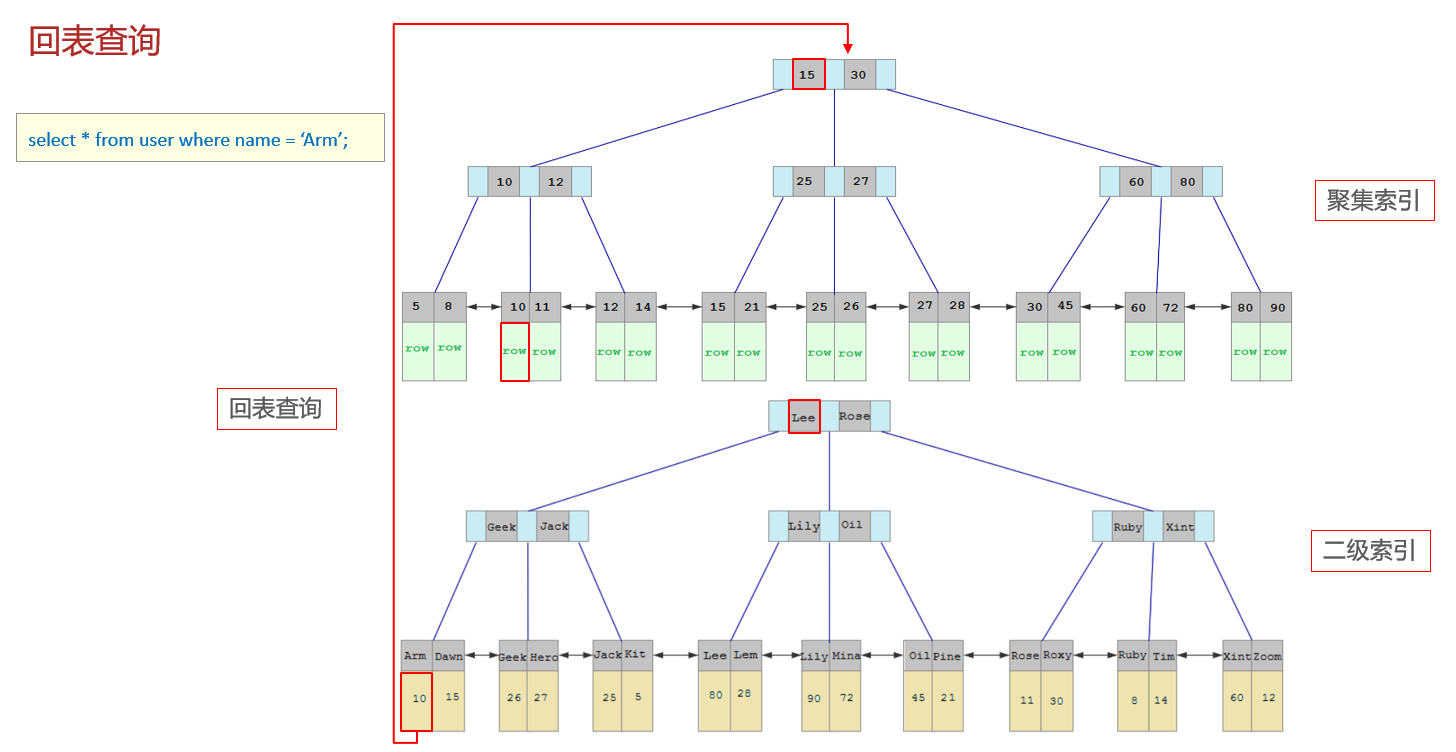 回表查询
select * from user where name = ‘Arm’;
15 30
10 12 25 27 60 80
聚集索引
5 8 10 11 12 14 15 21 25 26 27 28 30 45 60 72 80 90
row row row row row row row row row row row row row row row row row row
回表查询
Lee Rose
Geek Jack Lily Oil Ruby Xint
二级索引
Arm Dawn Geek Hero Jack Kit Lee Lem Lily Mina Oil Pine Rose Roxy Ruby Tim Xint Zoom
10 15 26 27 25 5 80 28 90 72 45 21 11 30 8 14 60 12